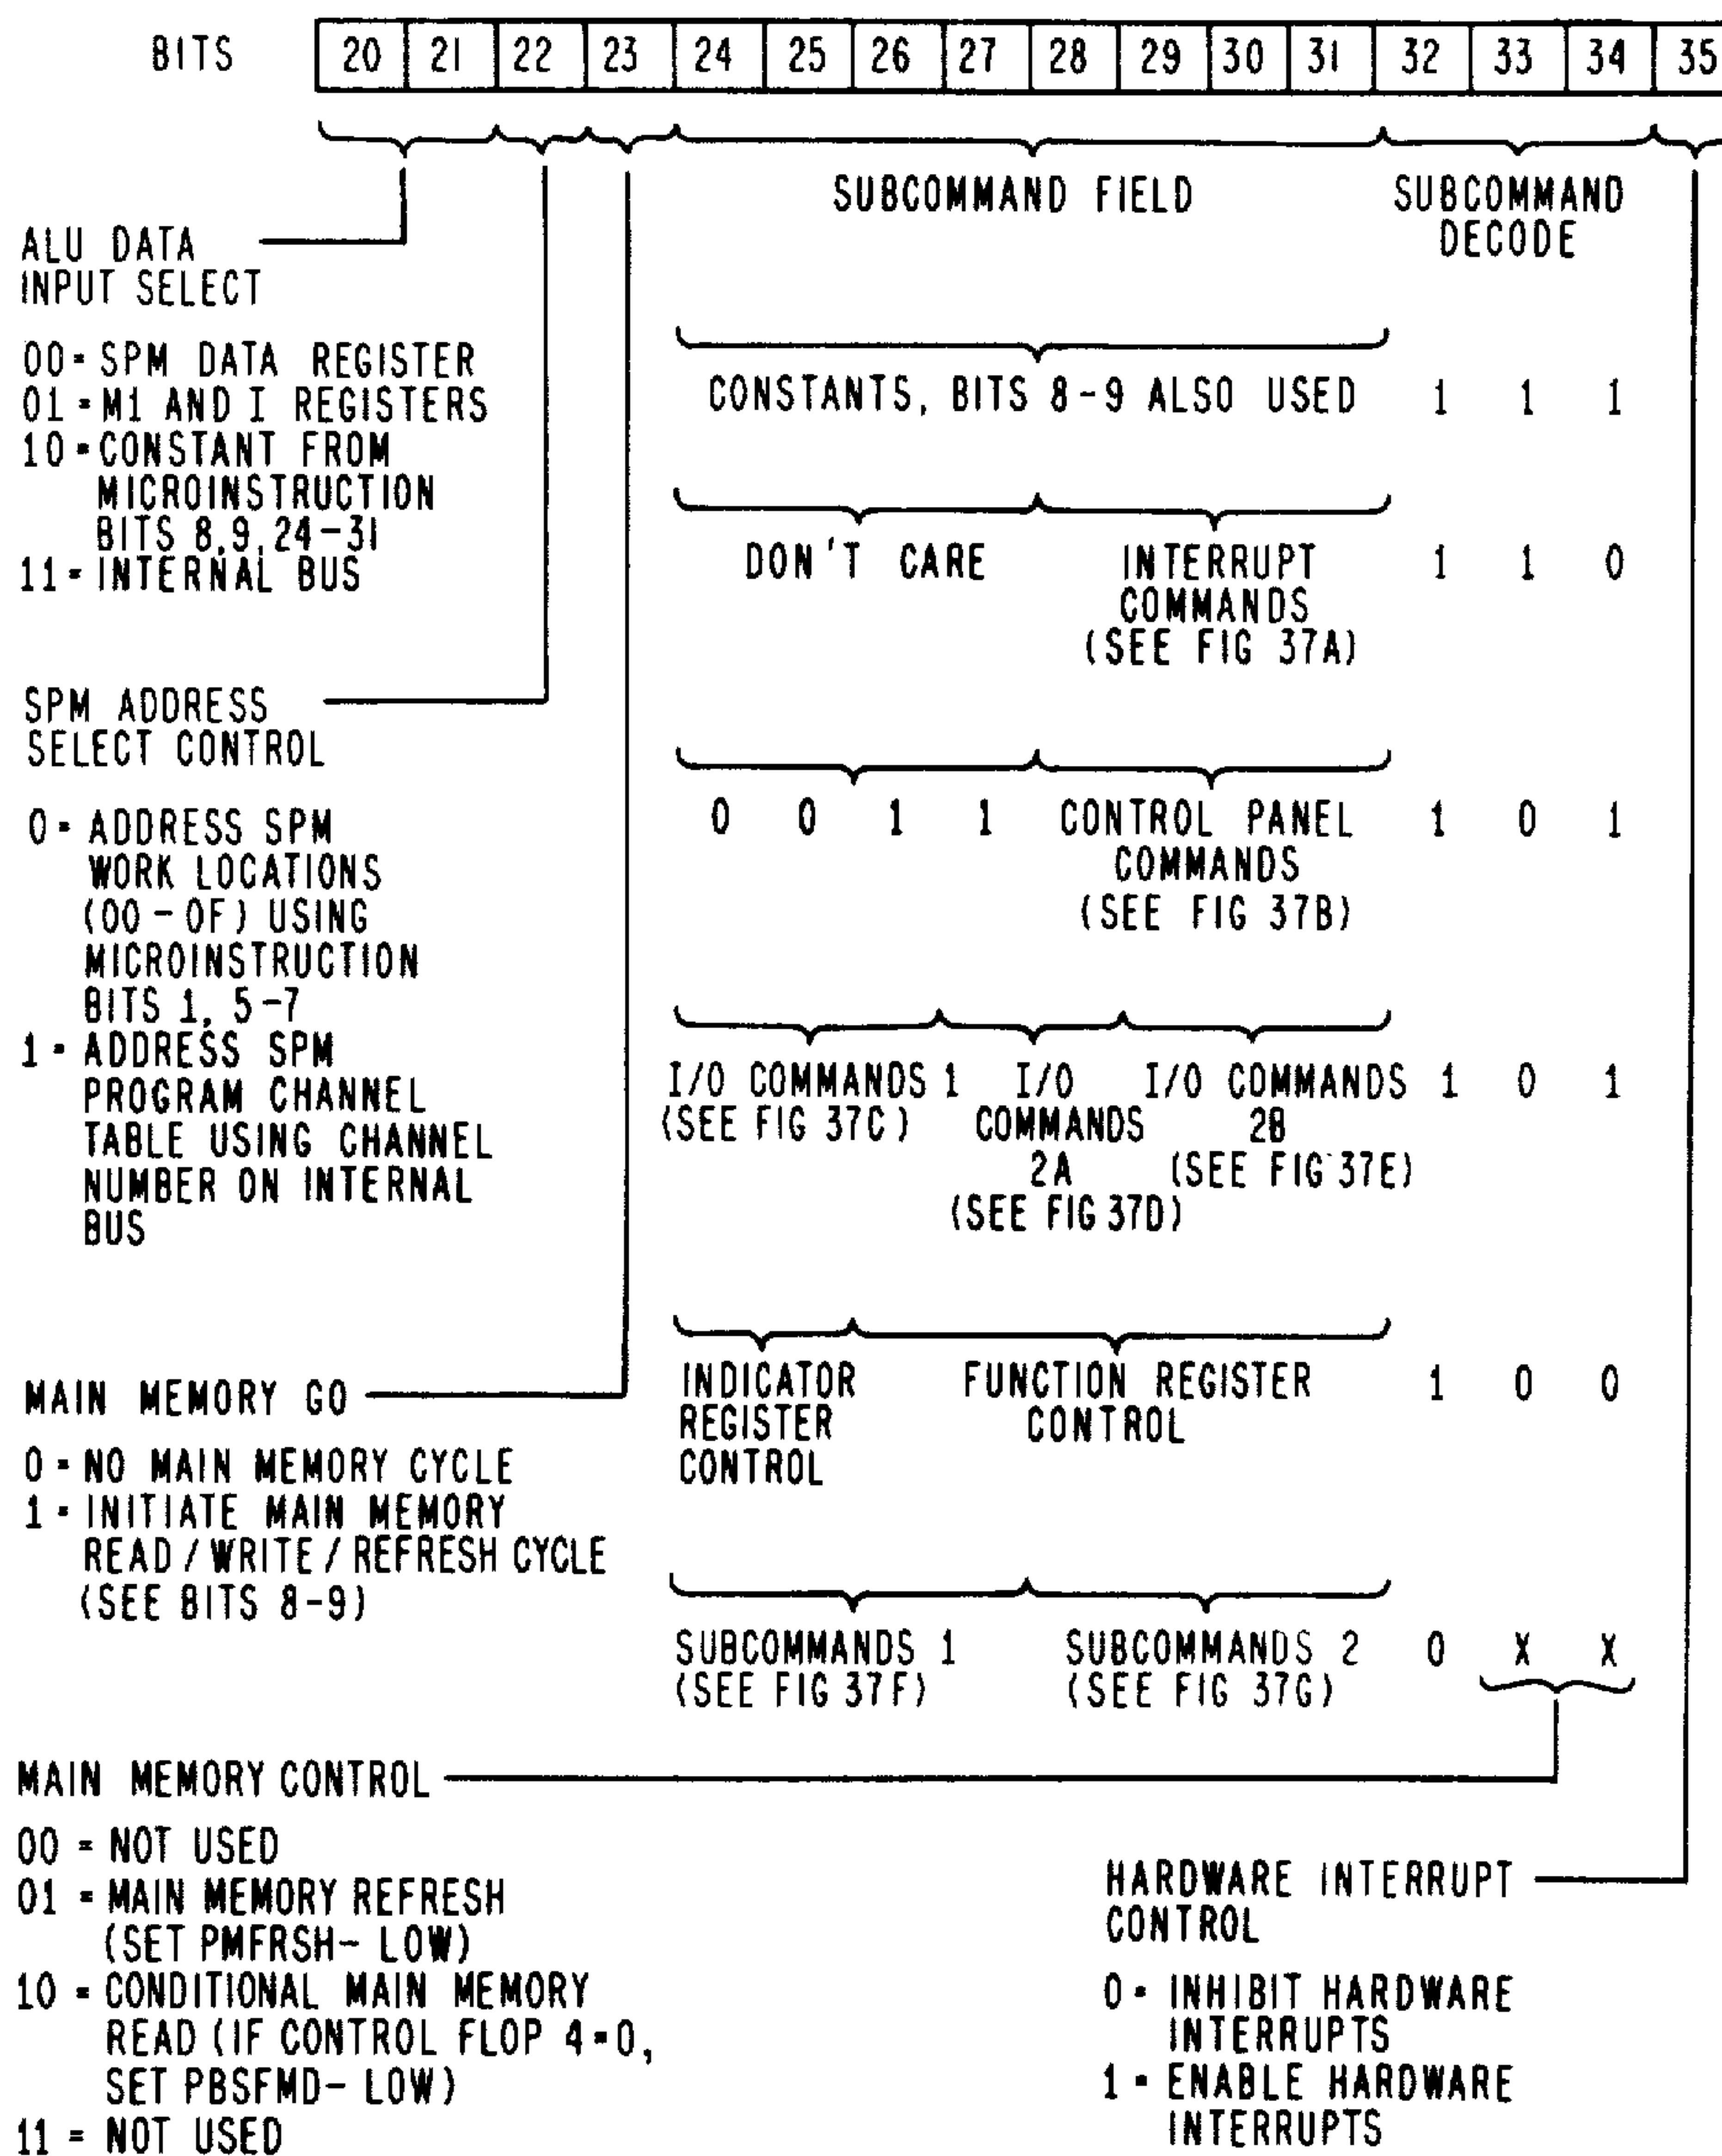 BITS 20 21 22 23 24 25 26 27 28 29 30 31 32 33 34 35
SUBCOMMAND FIELD
SUBCOMMAND
DECODE
ALU DATA
INPUT SELECT
00 = SPM DATA REGISTER
01 = M1 AND I REGISTERS
10 = CONSTANT FROM
MICROINSTRUCTION
BITS 8,9,24-31
11 = INTERNAL BUS
CONSTANTS, BITS 8-9 ALSO USED 1 1 1
DON'T CARE
INTERRUPT
COMMANDS
(SEE FIG 37A)
1 1 0
SPM ADDRESS
SELECT CONTROL
0 = ADDRESS SPM
WORK LOCATIONS
(00-0F) USING
MICROINSTRUCTION
BITS 1, 5-7
1 = ADDRESS SPM
PROGRAM CHANNEL
TABLE USING CHANNEL
NUMBER ON INTERNAL
BUS
0 0 1 1 CONTROL PANEL
COMMANDS
(SEE FIG 37B)
1 0 1
I/O COMMANDS
(SEE FIG 37C)
1
I/O
COMMANDS
2A
(SEE FIG 37D)
I/O COMMANDS
2B
(SEE FIG 37E)
1 0 1
MAIN MEMORY GO
0 = NO MAIN MEMORY CYCLE
1 = INITIATE MAIN MEMORY
READ / WRITE / REFRESH CYCLE
(SEE BITS 8-9)
INDICATOR
REGISTER
CONTROL
FUNCTION REGISTER
CONTROL
1 0 0
SUBCOMMANDS 1
(SEE FIG 37F)
SUBCOMMANDS 2
(SEE FIG 37G)
0 X X
MAIN MEMORY CONTROL
00 = NOT USED
01 = MAIN MEMORY REFRESH
(SET PMFRSH- LOW)
10 = CONDITIONAL MAIN MEMORY
READ (IF CONTROL FLOP 4=0,
SET PBSFMD- LOW)
11 = NOT USED
HARDWARE INTERRUPT
CONTROL
0 = INHIBIT HARDWARE
INTERRUPTS
1 = ENABLE HARDWARE
INTERRUPTS